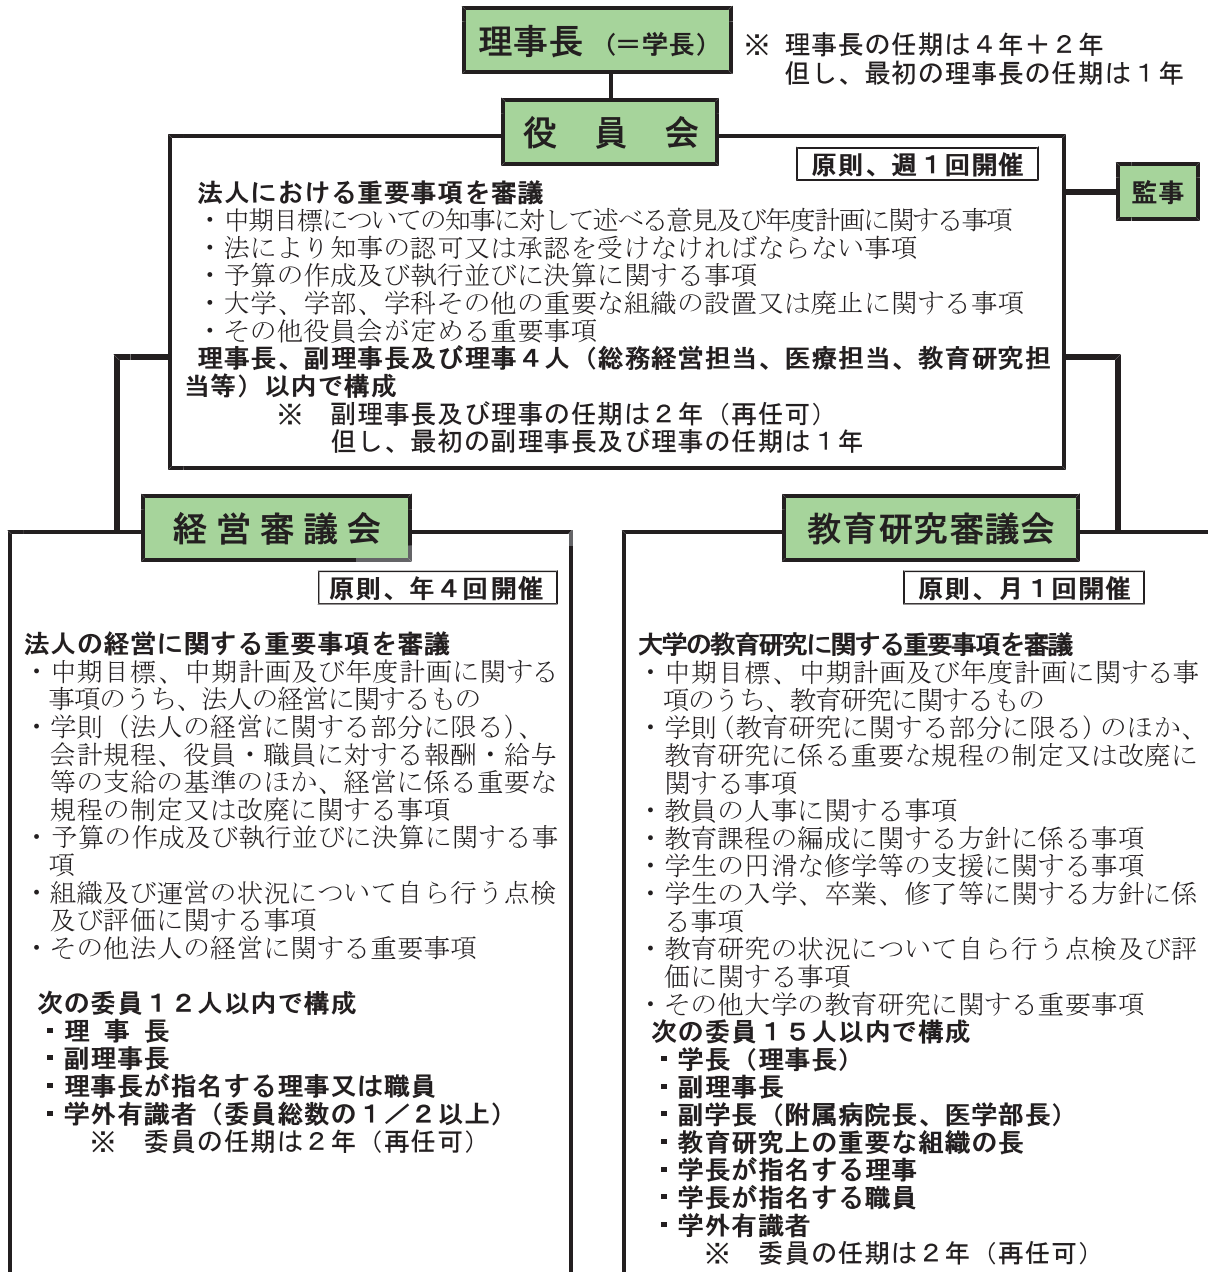 理事長 （＝学長）
※ 理事長の任期は４年＋２年
但し、最初の理事長の任期は１年
役 員 会
原則、週１回開催
監事
法人における重要事項を審議
・中期目標についての知事に対して述べる意見及び年度計画に関する事項
・法により知事の認可又は承認を受けなければならない事項
・予算の作成及び執行並びに決算に関する事項
・大学、学部、学科その他の重要な組織の設置又は廃止に関する事項
・その他役員会が定める重要事項
理事長、副理事長及び理事４人（総務経営担当、医療担当、教育研究担
当等）以内で構成
※　副理事長及び理事の任期は２年（再任可）
但し、最初の副理事長及び理事の任期は１年
経営審議会
原則、年４回開催
法人の経営に関する重要事項を審議
・中期目標、中期計画及び年度計画に関する
事項のうち、法人の経営に関するもの
・学則（法人の経営に関する部分に限る）、
会計規程、役員・職員に対する報酬・給与
等の支給の基準のほか、経営に係る重要な
規程の制定又は改廃に関する事項
・予算の作成及び執行並びに決算に関する事
項
・組織及び運営の状況について自ら行う点検
及び評価に関する事項
・その他法人の経営に関する重要事項
次の委員１２人以内で構成
・理 事 長
・副理事長
・理事長が指名する理事又は職員
・学外有識者（委員総数の１／２以上）
※　委員の任期は２年（再任可）
教育研究審議会
原則、月１回開催
大学の教育研究に関する重要事項を審議
・中期目標、中期計画及び年度計画に関する事
項のうち、教育研究に関するもの
・学則（教育研究に関する部分に限る）のほか、
教育研究に係る重要な規程の制定又は改廃に
関する事項
・教員の人事に関する事項
・教育課程の編成に関する方針に係る事項
・学生の円滑な修学等の支援に関する事項
・学生の入学、卒業、修了等に関する方針に係
る事項
・教育研究の状況について自ら行う点検及び評
価に関する事項
・その他大学の教育研究に関する重要事項
次の委員１５人以内で構成
・学長（理事長）
・副理事長
・副学長（附属病院長、医学部長）
・教育研究上の重要な組織の長
・学長が指名する理事
・学長が指名する職員
・学外有識者
※　委員の任期は２年（再任可）